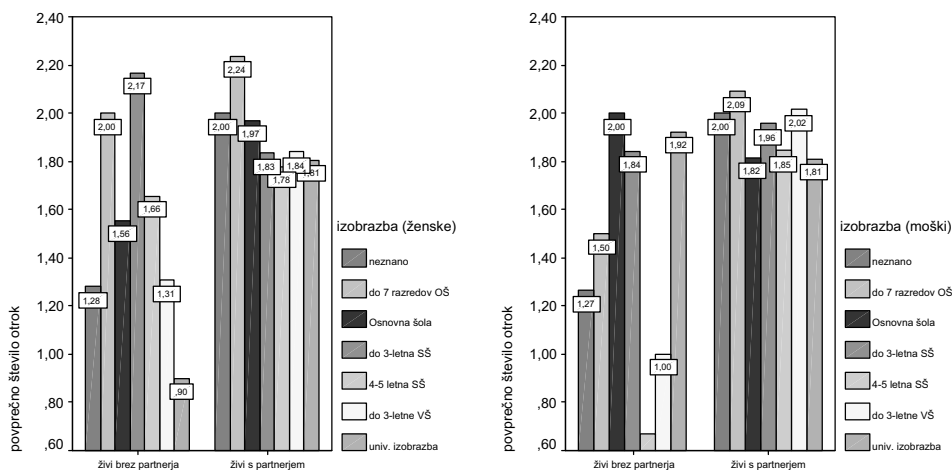 2,40
2,20
2,00
1,80
1,60
1,40
1,20
1,00
,80
,60
povprečno število otrok
1,28
2,00
1,56
2,17
1,66
1,31
,90
2,00
2,24
1,97
1,83
1,78
1,84
1,81
živi brez partnerja
živi s partnerjem
izobrazba (ženske)
neznano
do 7 razredov OŠ
Osnovna šola
do 3-letna SŠ
4-5 letna SŠ
do 3-letne VŠ
univ. izobrazba
2,40
2,20
2,00
1,80
1,60
1,40
1,20
1,00
,80
,60
povprečno število otrok
1,27
1,50
2,00
1,84
1,00
1,92
2,00
2,09
1,82
1,96
1,85
2,02
1,81
živi brez partnerja
živi s partnerjem
izobrazba (moški)
neznano
do 7 razredov OŠ
Osnovna šola
do 3-letna SŠ
4-5 letna SŠ
do 3-letne VŠ
univ. izobrazba